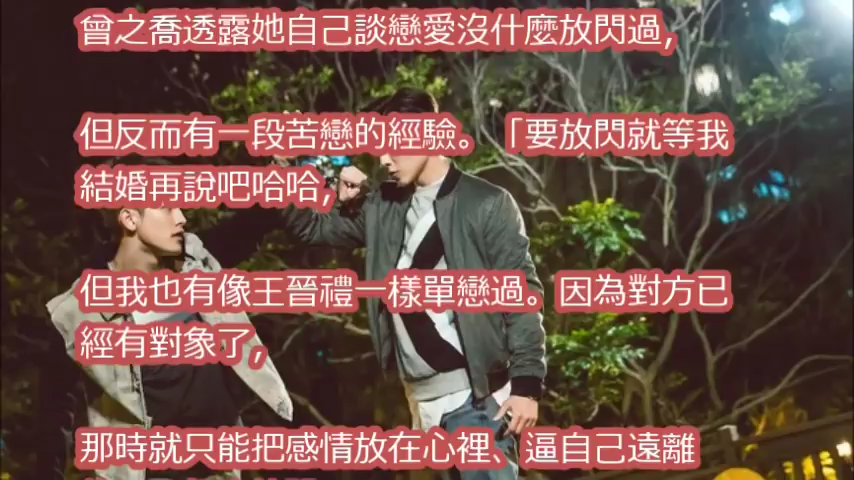 曾之喬透露她自己談戀愛沒什麼放閃過，
但反而有一段苦戀的經驗。「要放閃就等我
結婚再說吧哈哈，
但我也有像王晉禮一樣單戀過。因為對方已
經有對象了，
那時就只能把感情放在心裡、逼自己遠離